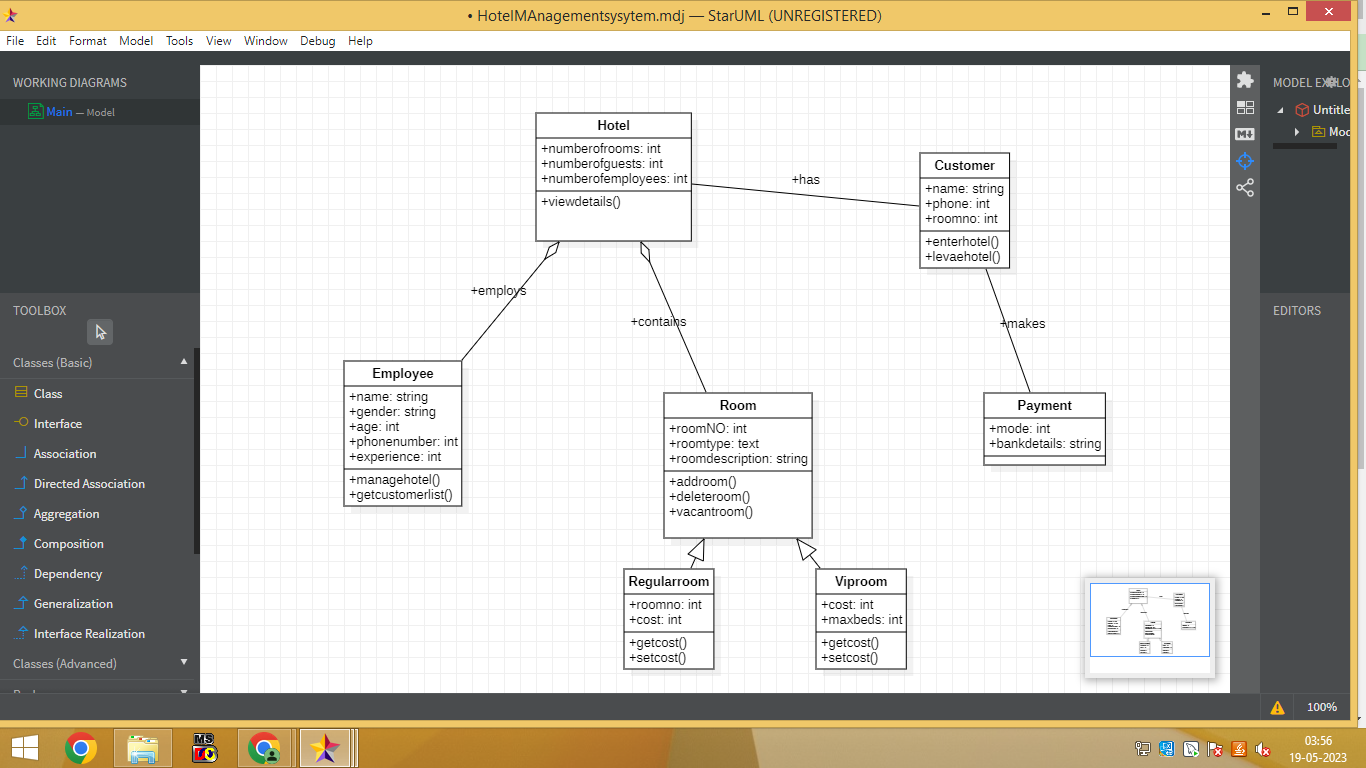 • HotelMAnagementsysytem.mdj — StarUML (UNREGISTERED)
File Edit Format Model Tools View Window Debug Help
WORKING DIAGRAMS
Main — Model
TOOLBOX
Classes (Basic)
Class
Interface
Association
Directed Association
Aggregation
Composition
Dependency
Generalization
Interface Realization
Classes (Advanced)
Hotel
+numberofrooms: int
+numberofguests: int
+numberofemployees: int
+viewdetails()
+has
Customer
+name: string
+phone: int
+roomno: int
+enterhotel()
+levaehotel()
+employs
+contains
+makes
Employee
+name: string
+gender: string
+age: int
+phonenumber: int
+experience: int
+managehotel()
+getcustomerlist()
Room
+roomNO: int
+roomtype: text
+roomdescription: string
+addroom()
+deleteroom()
+vacantroom()
Payment
+mode: int
+bankdetails: string
Regularroom
+roomno: int
+cost: int
+getcost()
+setcost()
Viproom
+cost: int
+maxbeds: int
+getcost()
+setcost()
M
MODEL EXPLO
Untitle
Moc
EDITORS
100%
MS
03:56
19-05-2023